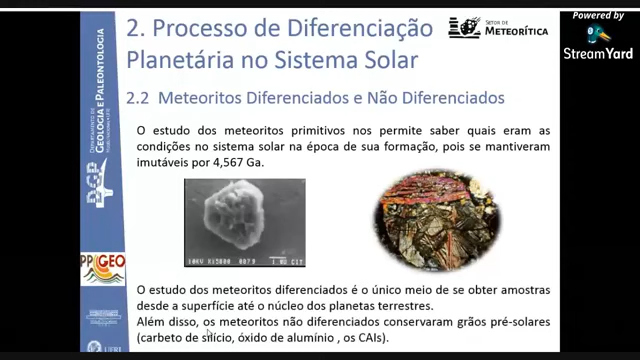 2. Processo de Diferenciação
Planetária no Sistema Solar
SETOR DE
METEORÍTICA
Powered by
StreamYard
2.2 Meteoritos Diferenciados e Não Diferenciados
DEPARTAMENTO DE
GEOLOGIA E PALEONTOLOGIA
DGP
O estudo dos meteoritos primitivos nos permite saber quais eram as
condições no sistema solar na época de sua formação, pois se mantiveram
imutáveis por 4,567 Ga.
PPGEO
O estudo dos meteoritos diferenciados é o único meio de se obter amostras
desde a superfície até o núcleo dos planetas terrestres.
Além disso, os meteoritos não diferenciados conservaram grãos pré-solares
(carbeto de silício, óxido de alumínio , os CAIs).
UFRJ